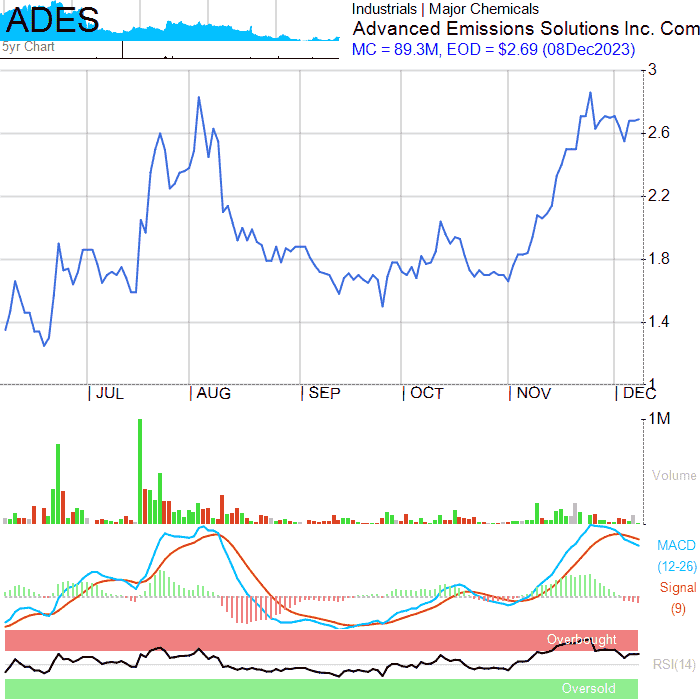 ADES
5yr Chart
Industrials | Major Chemicals
Advanced Emissions Solutions Inc. Com
MC = 89.3M, EOD = $2.69 (08Dec2023)
3
2.6
2.2
1.8
1.4
1
JUL AUG SEP OCT NOV DEC
1M
Volume
MACD
(12-26)
Signal
(9)
Overbought
RSI(14)
Oversold